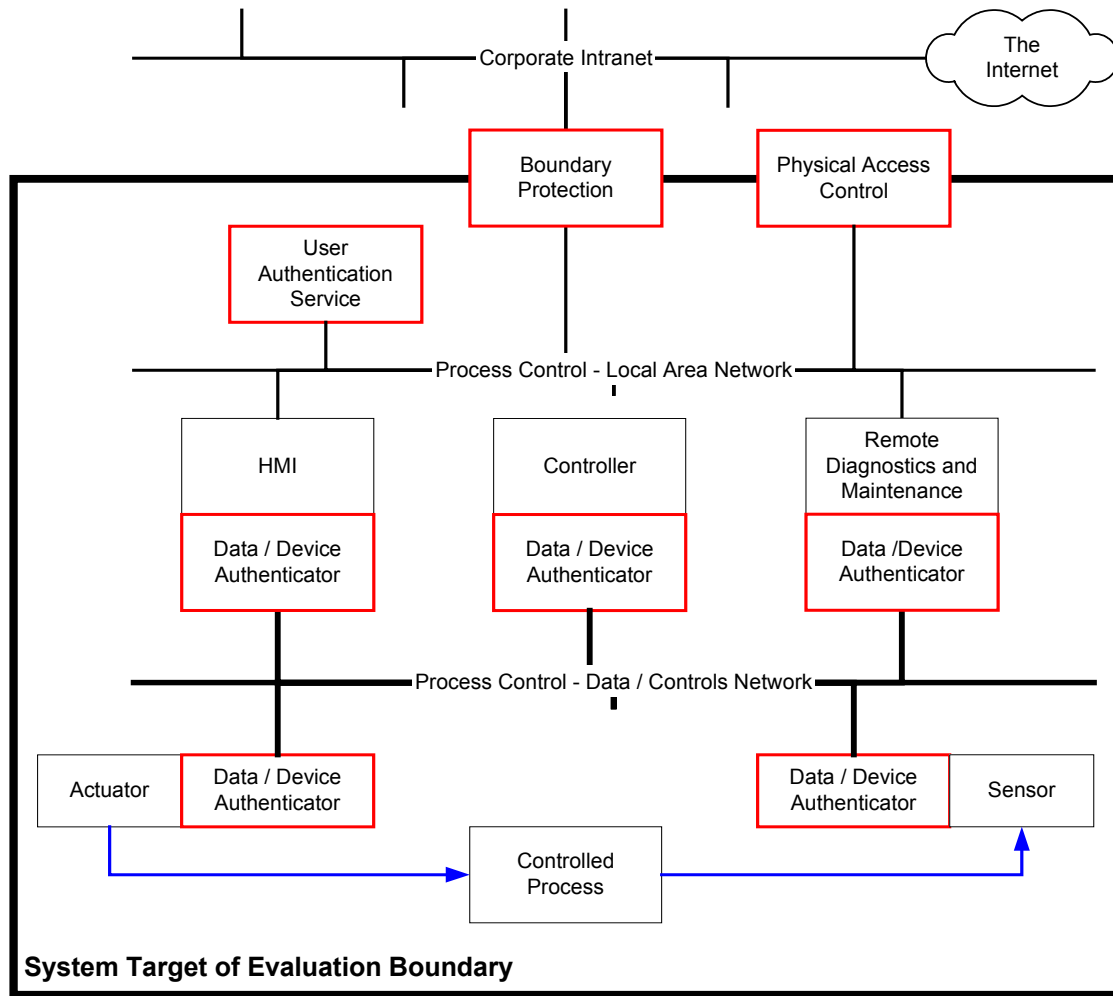 Corporate Intranet
The
Internet
Boundary
Protection
Physical Access
Control
User
Authentication
Service
Process Control - Local Area Network
HMI
Controller
Remote
Diagnostics and
Maintenance
Data / Device
Authenticator
Data / Device
Authenticator
Data /Device
Authenticator
Process Control - Data / Controls Network
Actuator
Data / Device
Authenticator
Data / Device
Authenticator
Sensor
Controlled
Process
System Target of Evaluation Boundary